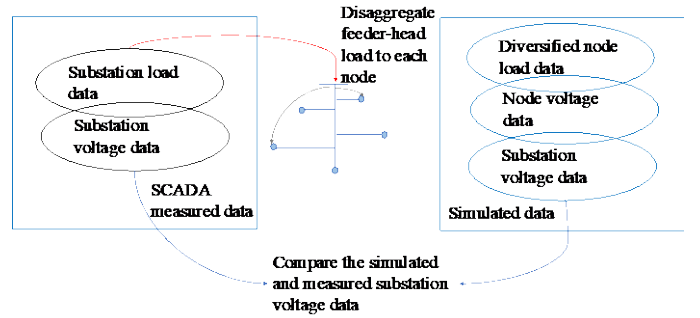 Disaggregate
feeder-head
load to each
node
Substation load
data
Substation
voltage data
SCADA
measured data
Diversified node
load data
Node voltage
data
Substation
voltage data
Simulated data
Compare the simulated
and measured substation
voltage data